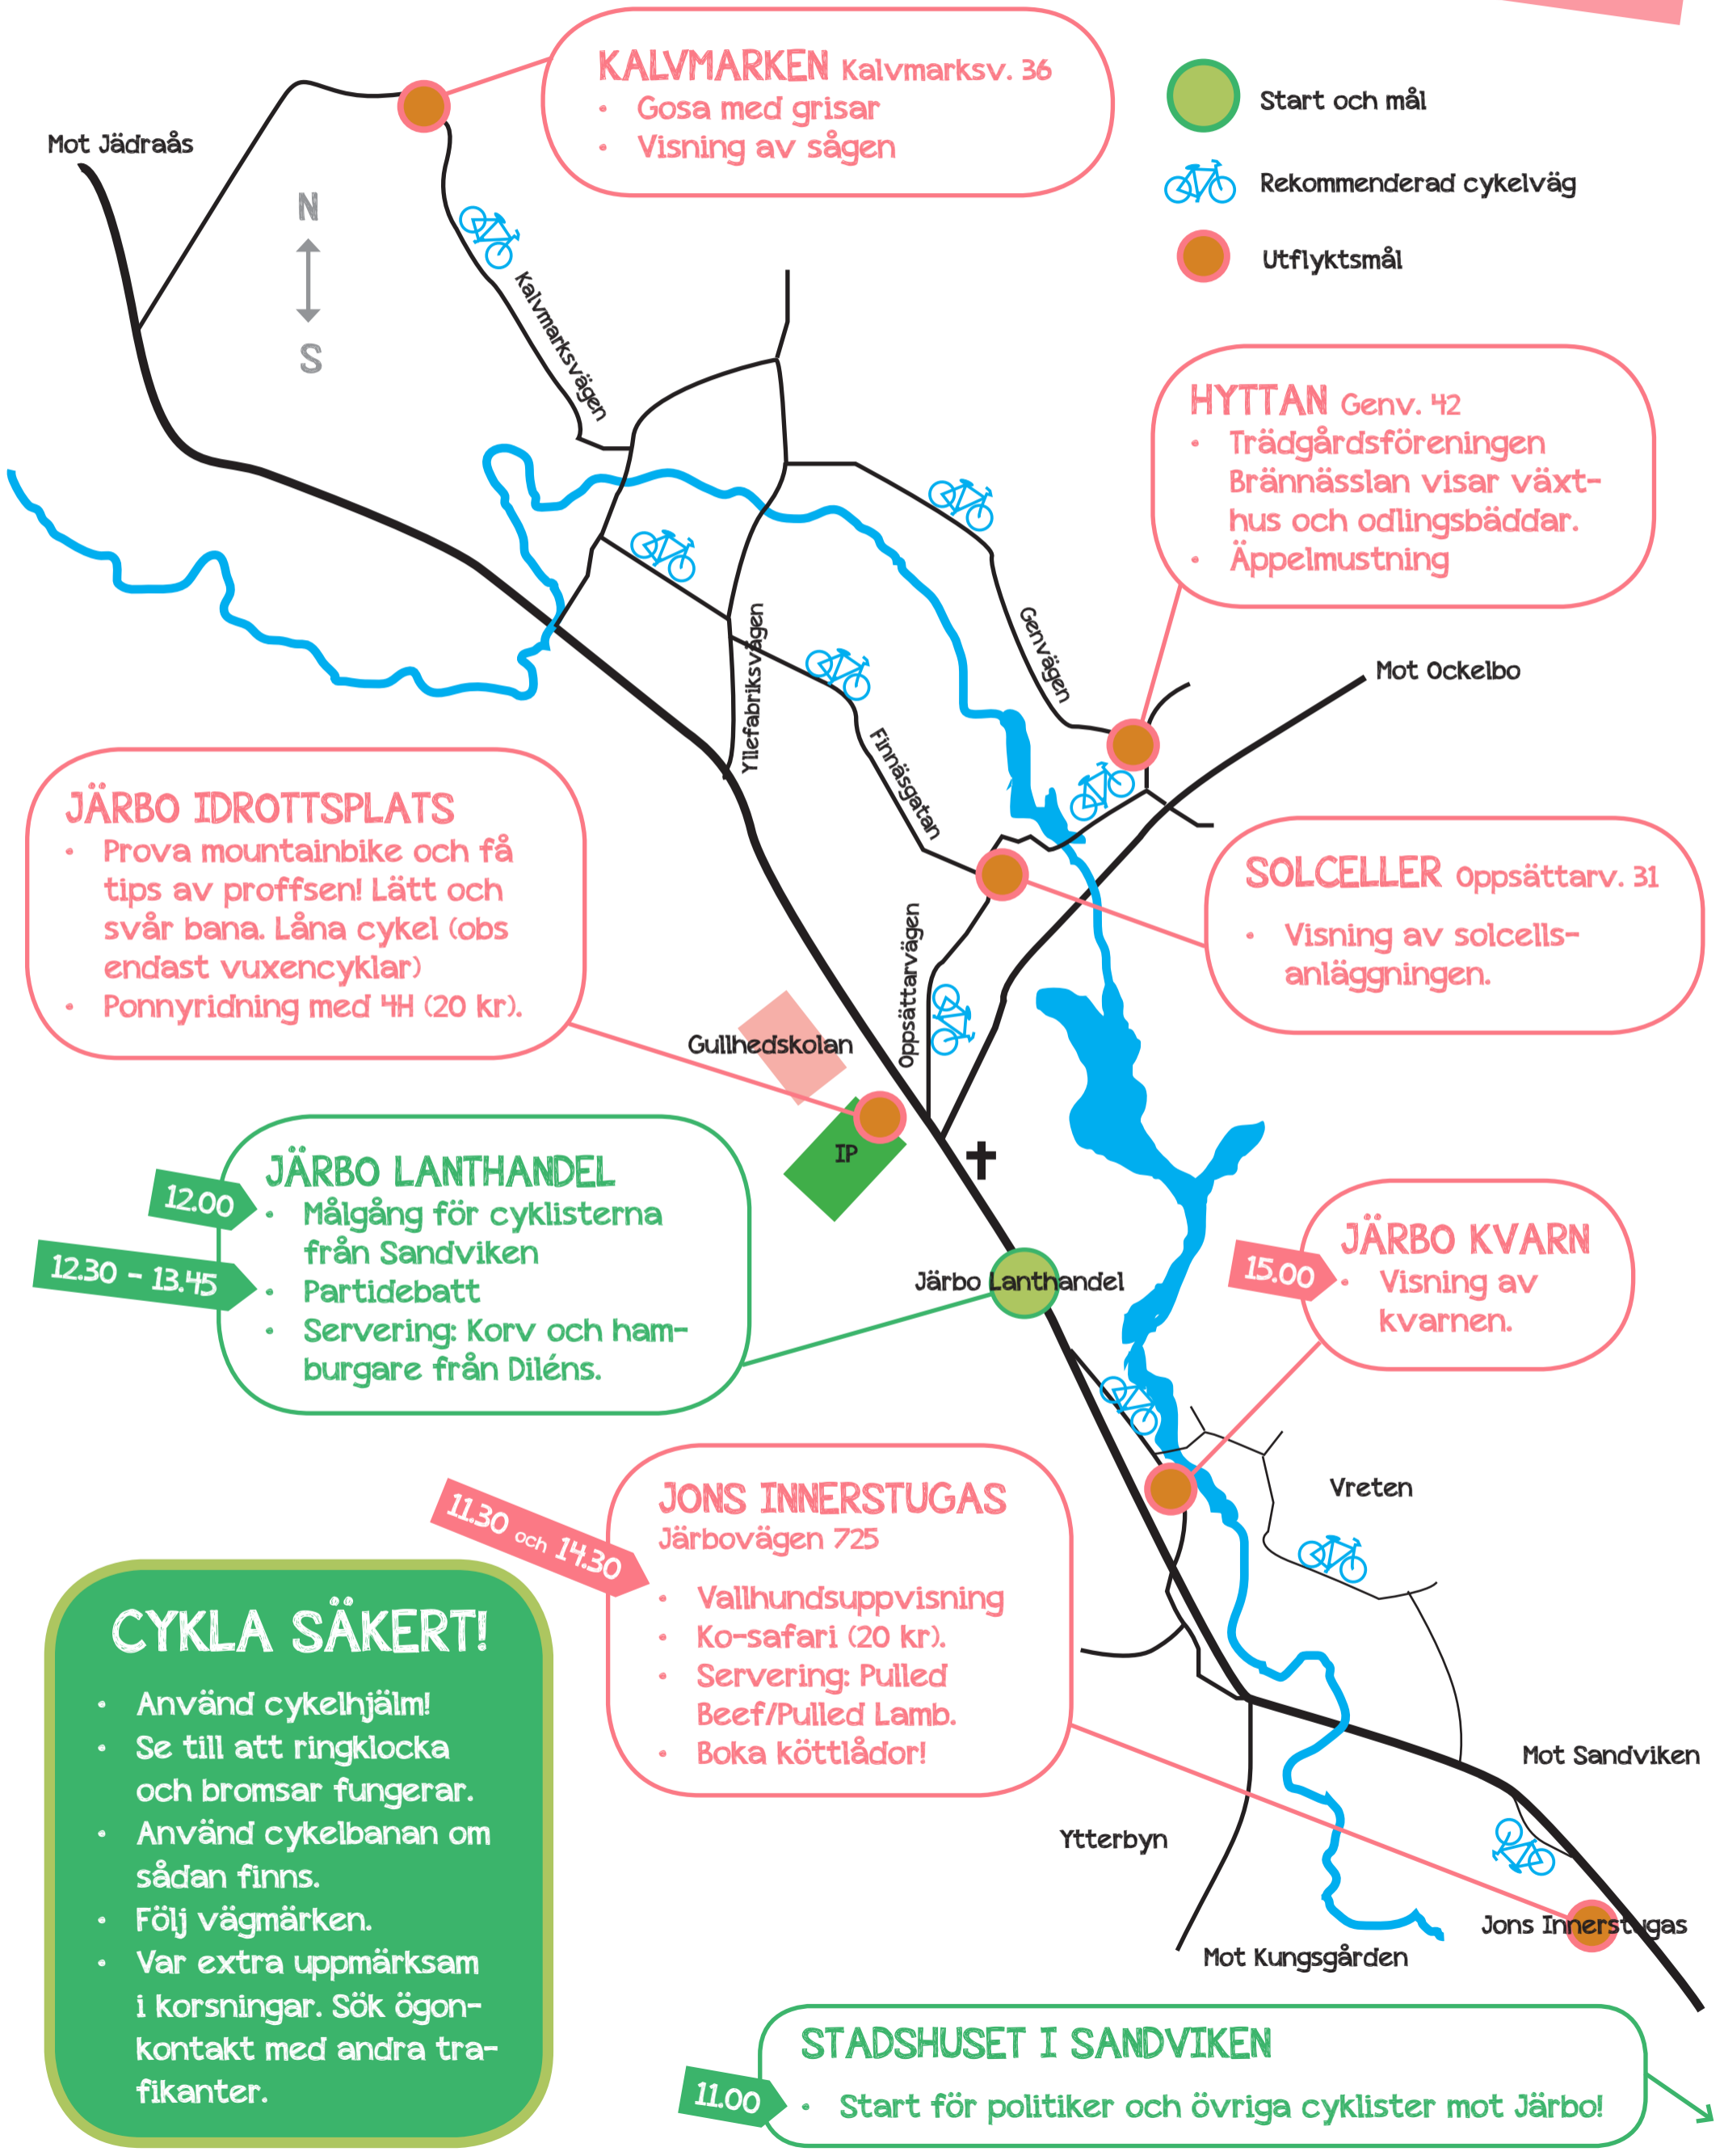 KALVMARKEN Kalvmarksv. 36
• Gosa med grisar
• Visning av sågen
Start och mål
Rekommenderad cykelväg
Utflyktsmål
Mot Jädraås
N
S
Kalvmarksvägen
HYTTAN Genv. 42
• Trädgårdsföreningen
Brännässlan visar växt-
hus och odlingsbäddar.
• Äppelmustning
Genvägen
Mot Ockelbo
Yllefabriksvägen
Finnäsgatan
JÄRBO IDROTTSPLATS
• Prova mountainbike och få
tips av proffsen! Lätt och
svår bana. Låna cykel (obs
endast vuxencyklar)
• Ponnyridning med 4H (20 kr).
SOLCELLER Oppsättarv. 31
• Visning av solcells-
anläggningen.
Oppsättarvägen
Gullhedskolan
IP
12.00
12.30 - 13.45
JÄRBO LANTHANDEL
• Målgång för cyklisterna
från Sandviken
• Partidebatt
• Servering: Korv och ham-
burgare från Diléns.
Järbo Lanthandel
15.00
JÄRBO KVARN
• Visning av
kvarnen.
11.30 och 14.30
JONS INNERSTUGAS
Järbovägen 725
• Vallhundsuppvisning
• Ko-safari (20 kr).
• Servering: Pulled
Beef/Pulled Lamb.
• Boka köttlådor!
Vreten
CYKLA SÄKERT!
• Använd cykelhjälm!
• Se till att ringklocka
och bromsar fungerar.
• Använd cykelbanan om
sådan finns.
• Följ vägmärken.
• Var extra uppmärksam
i korsningar. Sök ögon-
kontakt med andra tra-
fikanter.
Mot Sandviken
Ytterbyn
Jons Innerstugas
Mot Kungsgården
11.00
STADSHUSET I SANDVIKEN
• Start för politiker och övriga cyklister mot Järbo!